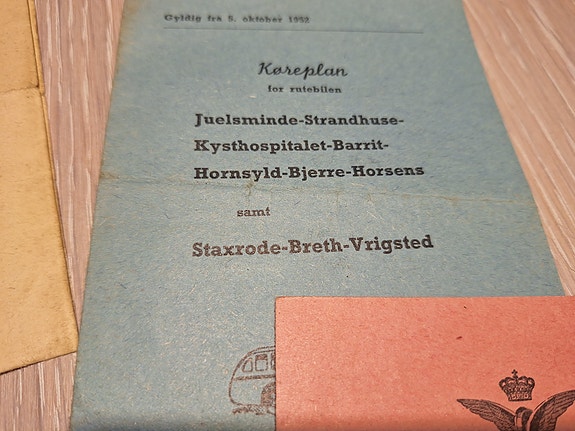 Gyldig fra 5. oktober 1952
Køreplan
for rutebilen
Juelsminde-Strandhuse-
Kysthospitalet-Barrit-
Hornsyld-Bjerre-Horsens
samt
Staxrode-Breth-Vrigsted